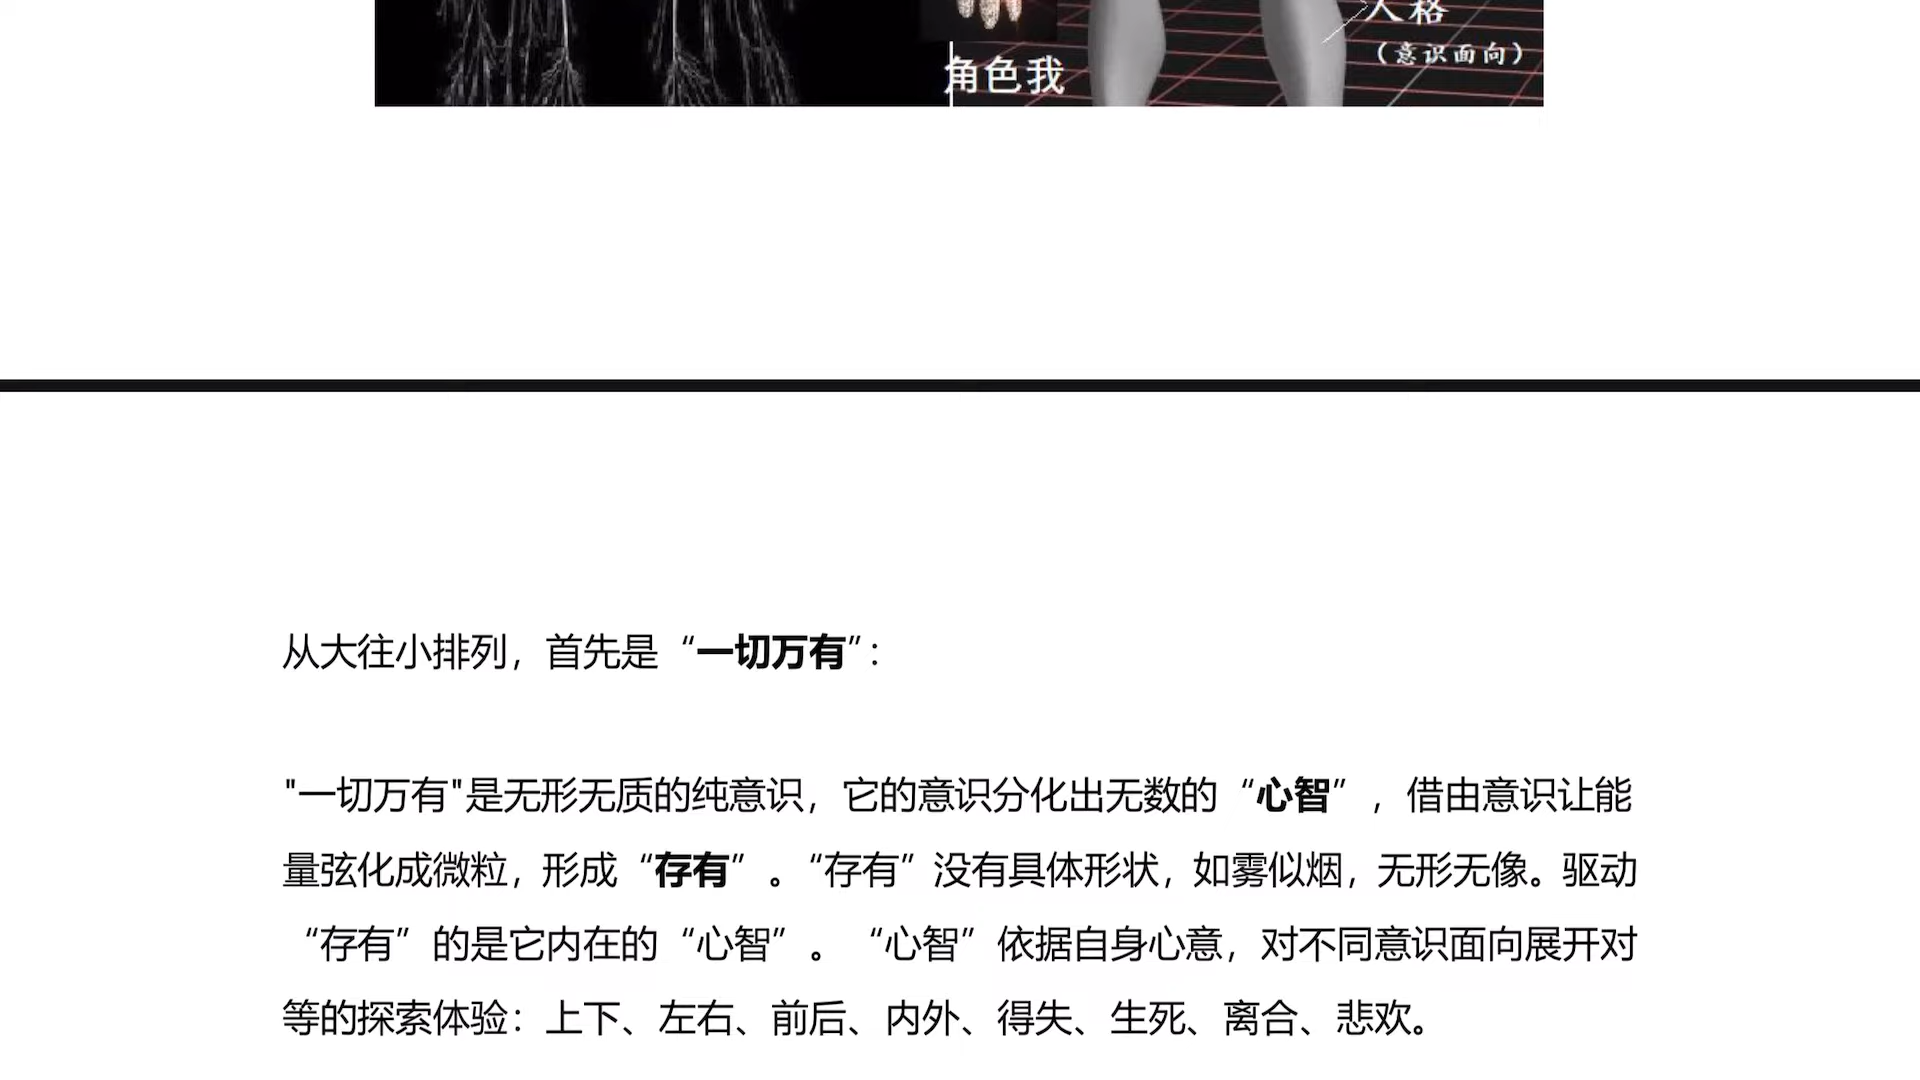 人格
（意识面向）
角色我
从大往小排列，首先是“一切万有”：
"一切万有"是无形无质的纯意识，它的意识分化出无数的“心智”，借由意识让能
量弦化成微粒，形成“存有”。“存有”没有具体形状，如雾似烟，无形无像。驱动
“存有”的是它内在的“心智”。“心智”依据自身心意，对不同意识面向展开对
等的探索体验：上下、左右、前后、内外、得失、生死、离合、悲欢。